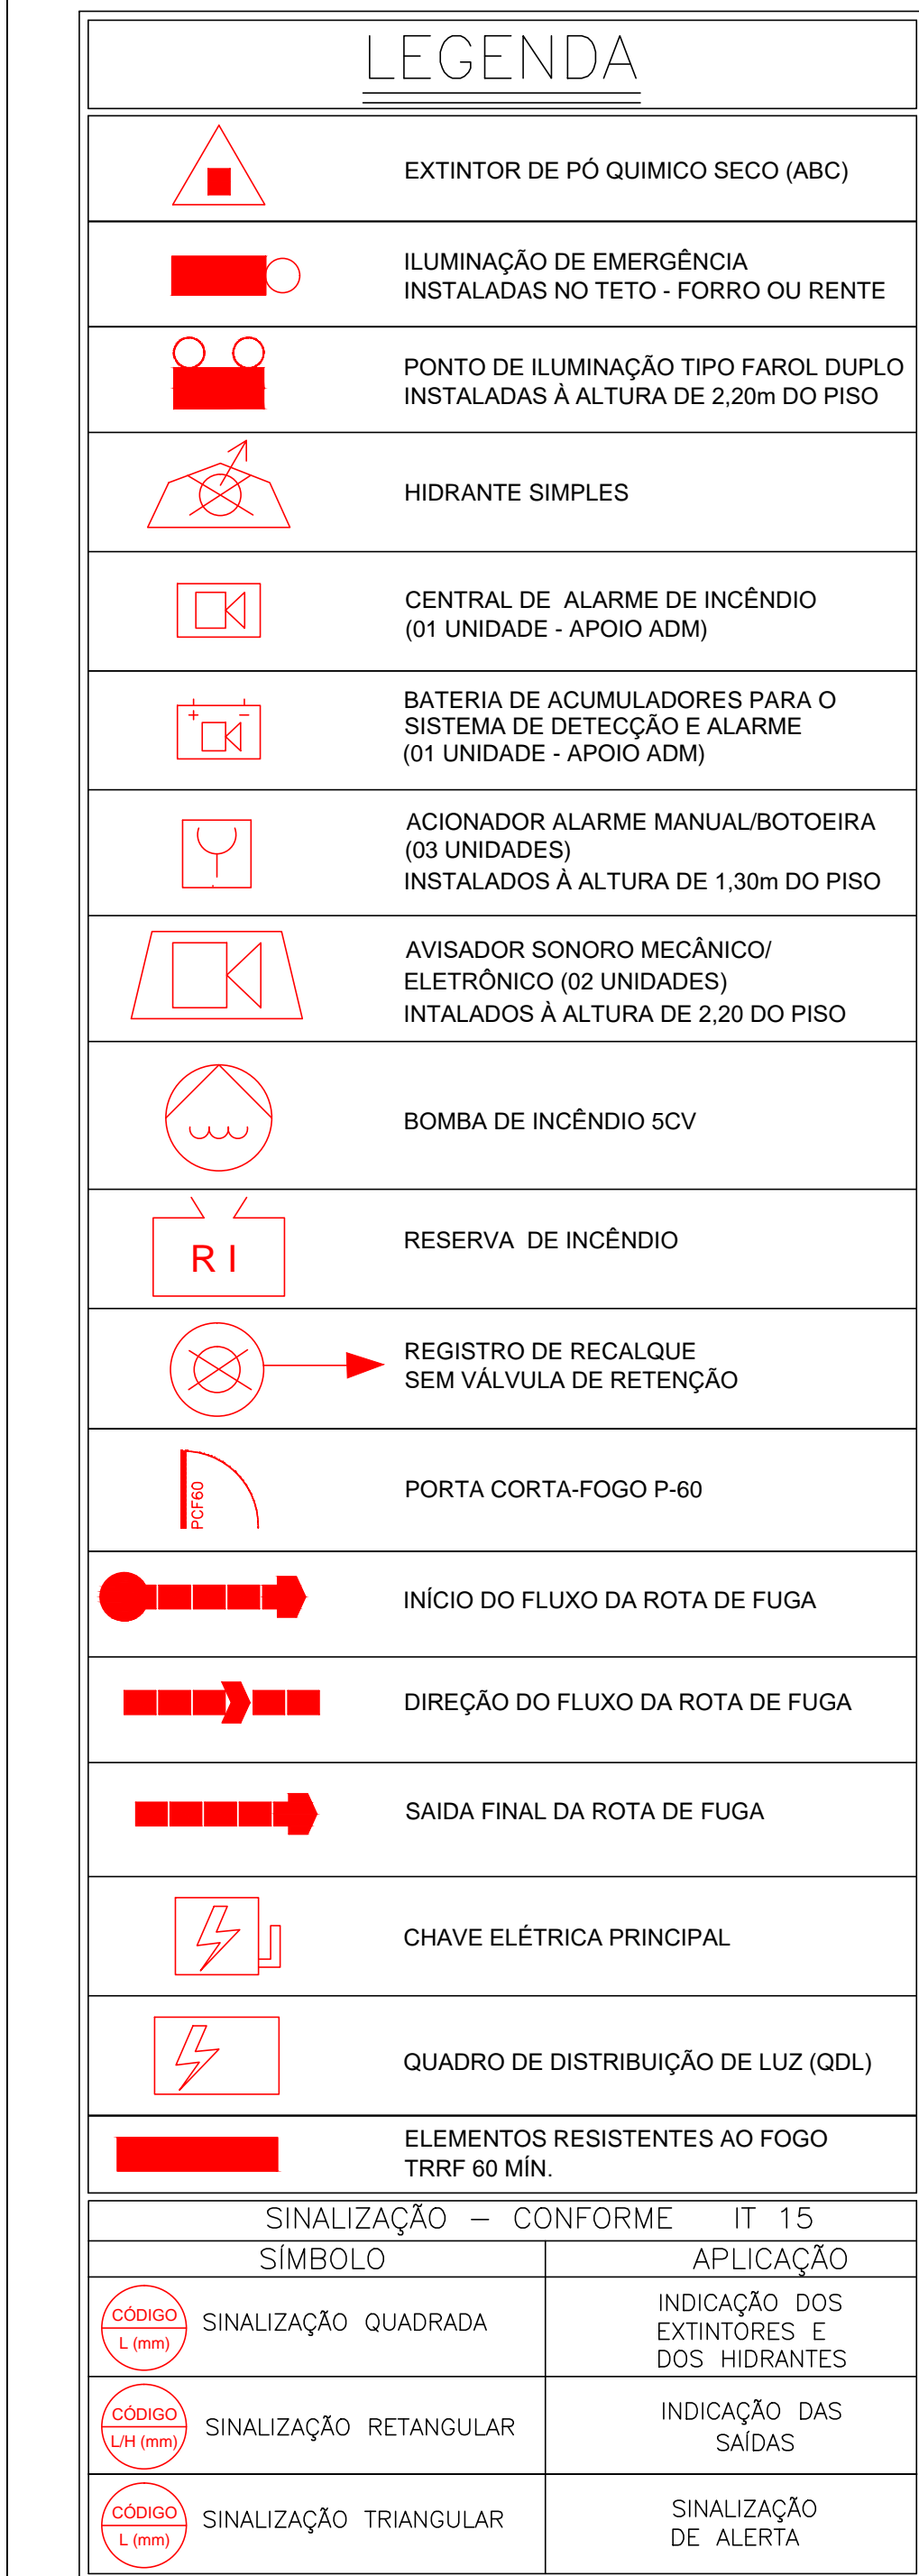 LEGENDA
EXTINTOR DE PÓ QUIMICO SECO (ABC)
ILUMINAÇÃO DE EMERGÊNCIA
INSTALADAS NO TETO - FORRO OU RENTE
PONTO DE ILUMINAÇÃO TIPO FAROL DUPLO
INSTALADAS À ALTURA DE 2,20m DO PISO
HIDRANTE SIMPLES
CENTRAL DE ALARME DE INCÊNDIO
(01 UNIDADE - APOIO ADM)
+ -
BATERIA DE ACUMULADORES PARA O
SISTEMA DE DETECÇÃO E ALARME
(01 UNIDADE - APOIO ADM)
ACIONADOR ALARME MANUAL/BOTOEIRA
(03 UNIDADES)
INSTALADOS À ALTURA DE 1,30m DO PISO
AVISADOR SONORO MECÂNICO/
ELETRÔNICO (02 UNIDADES)
INTALADOS À ALTURA DE 2,20 DO PISO
BOMBA DE INCÊNDIO 5CV
R I
RESERVA DE INCÊNDIO
REGISTRO DE RECALQUE
SEM VÁLVULA DE RETENÇÃO
PCF60
PORTA CORTA-FOGO P-60
INÍCIO DO FLUXO DA ROTA DE FUGA
DIREÇÃO DO FLUXO DA ROTA DE FUGA
SAIDA FINAL DA ROTA DE FUGA
CHAVE ELÉTRICA PRINCIPAL
QUADRO DE DISTRIBUIÇÃO DE LUZ (QDL)
ELEMENTOS RESISTENTES AO FOGO
TRRF 60 MÍN.
SINALIZAÇÃO – CONFORME IT 15
SÍMBOLO
APLICAÇÃO
CÓDIGO
L (mm)
SINALIZAÇÃO QUADRADA
INDICAÇÃO DOS
EXTINTORES E
DOS HIDRANTES
CÓDIGO
L/H (mm)
SINALIZAÇÃO RETANGULAR
INDICAÇÃO DAS
SAÍDAS
CÓDIGO
L (mm)
SINALIZAÇÃO TRIANGULAR
SINALIZAÇÃO
DE ALERTA